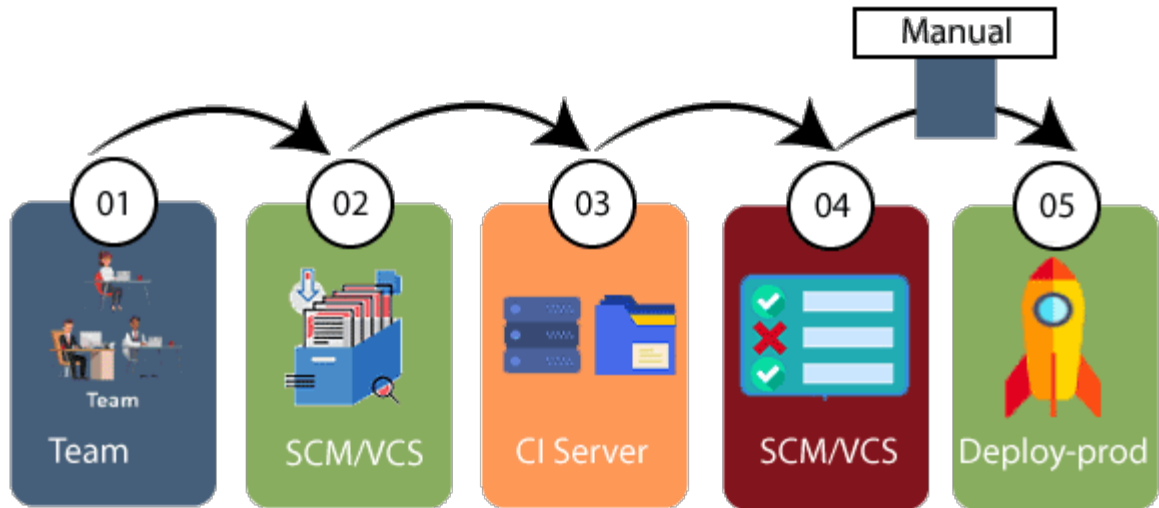 Manual
01
02
03
04
05
Team
Team
SCM/VCS
CI Server
SCM/VCS
Deploy-prod